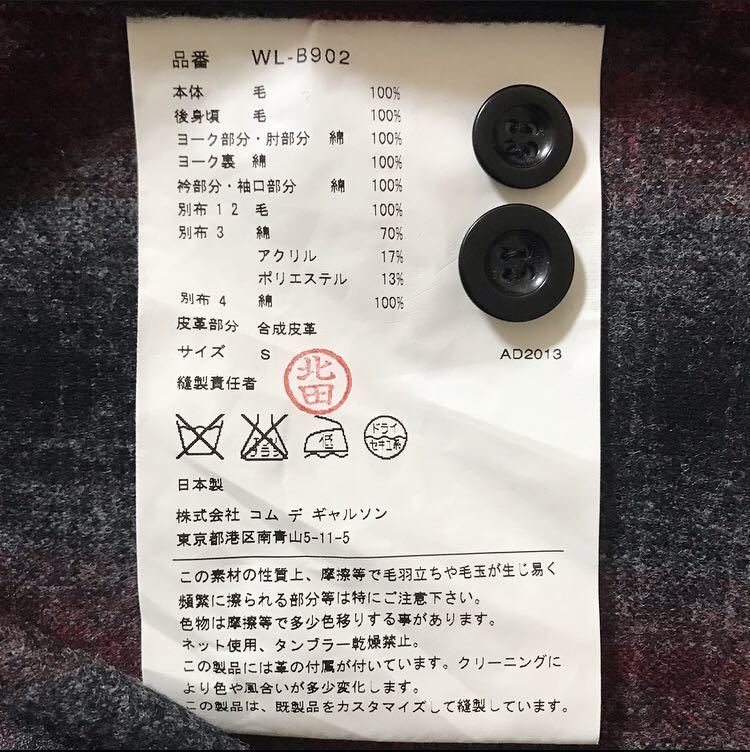 品番 WL-B902
本体 毛 100%
後身頃 毛 100%
ヨーク部分・肘部分 綿 100%
ヨーク裏 綿 100%
衿部分・袖口部分 綿 100%
別布12 毛 100%
別布3 綿 70%
アクリル 17%
ポリエステル 13%
別布4 綿 100%
皮革部分 合成皮革
サイズ S
AD2013
縫製責任者 北田
エンソサラシ 低 ドライ セキユ系
日本製
株式会社 コム デ ギャルソン
東京都港区南青山5-11-5
この素材の性質上、摩擦等で毛羽立ちや毛玉が生じ易く
頻繁に擦られる部分等は特にご注意下さい。
色物は摩擦等で多少色移りする事があります。
ネット使用、タンブラー乾燥禁止。
この製品には革の付属が付いています。クリーニングに
より色や風合いが多少変化します。
この製品は、既製品をカスタマイズして縫製しています。